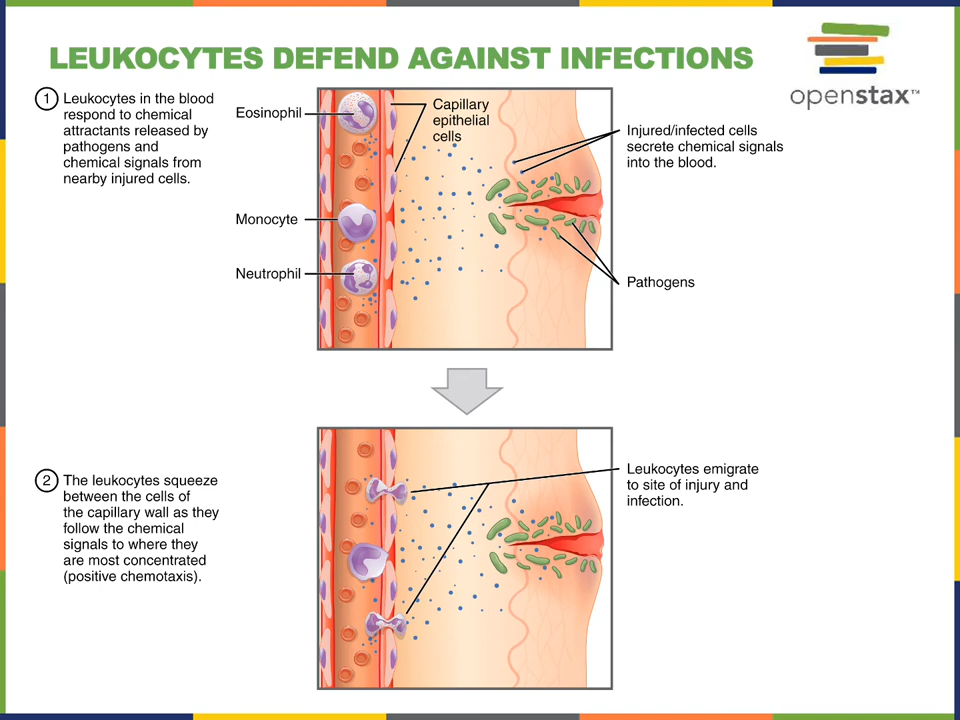 LEUKOCYTES DEFEND AGAINST INFECTIONS
openstax™
1 Leukocytes in the blood
respond to chemical
attractants released by
pathogens and
chemical signals from
nearby injured cells.
Eosinophil
Monocyte
Neutrophil
Capillary
epithelial
cells
Injured/infected cells
secrete chemical signals
into the blood.
Pathogens
2 The leukocytes squeeze
between the cells of
the capillary wall as they
follow the chemical
signals to where they
are most concentrated
(positive chemotaxis).
Leukocytes emigrate
to site of injury and
infection.